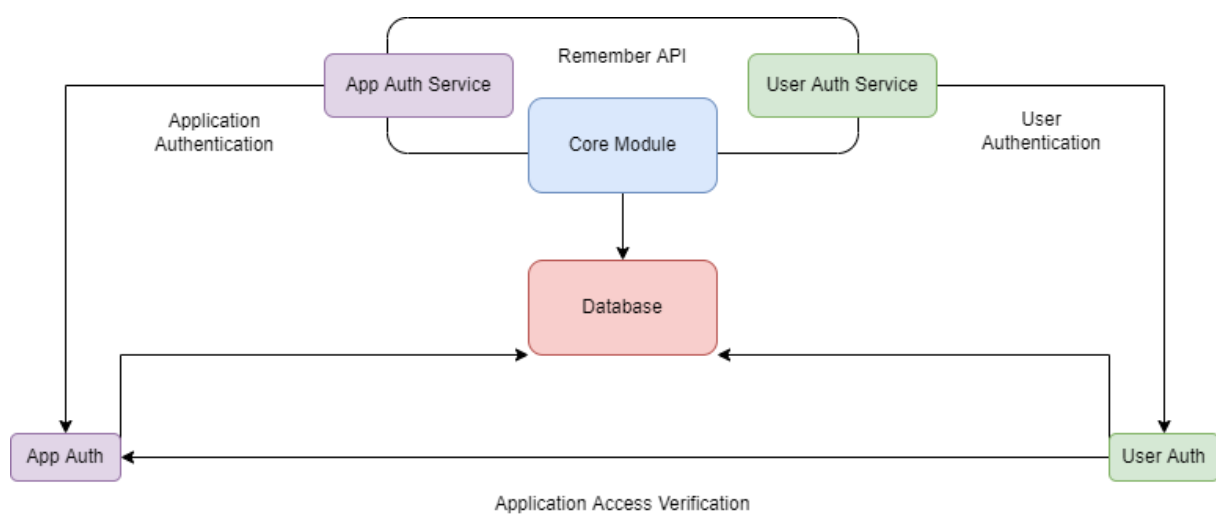 Remember API
App Auth Service
User Auth Service
Application
Authentication
Core Module
User
Authentication
Database
App Auth
User Auth
Application Access Verification